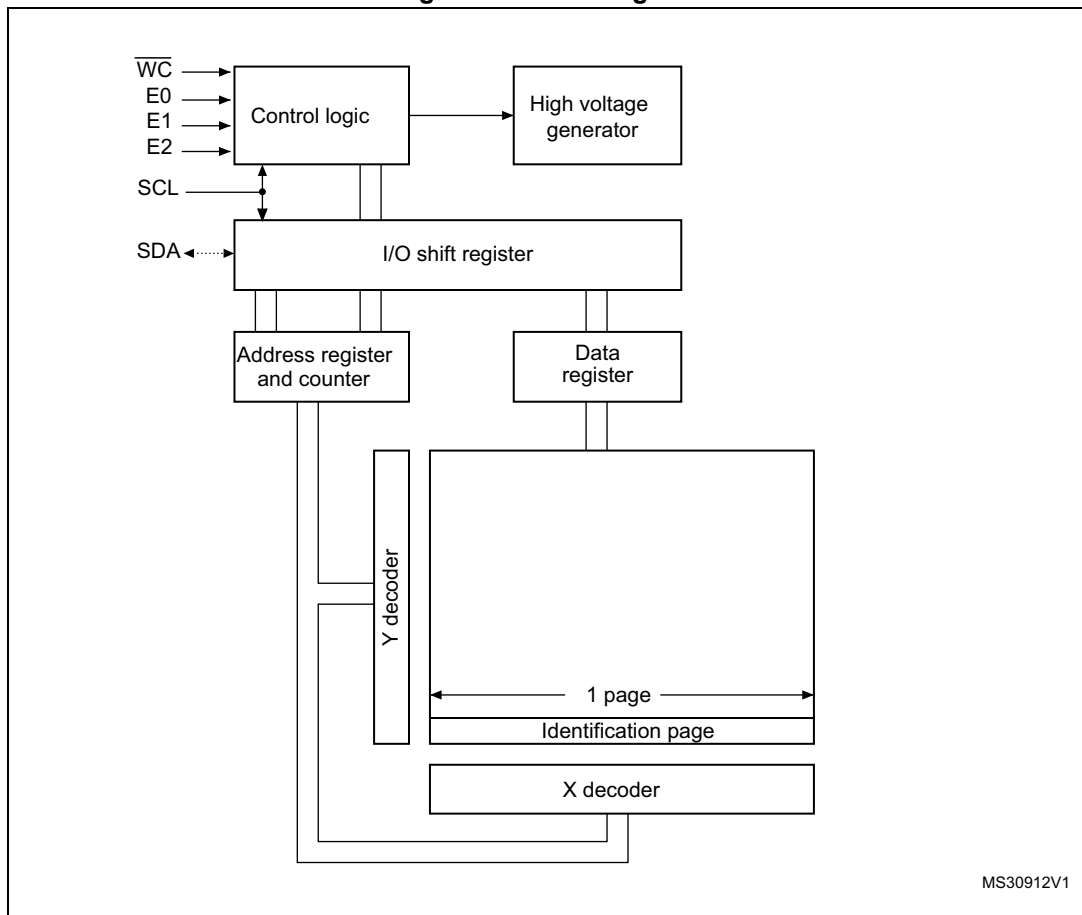 WC
E0
E1
E2
SCL
SDA
Control logic
High voltage
generator
I/O shift register
Address register
and counter
Data
register
Y decoder
1 page
Identification page
X decoder
MS30912V1